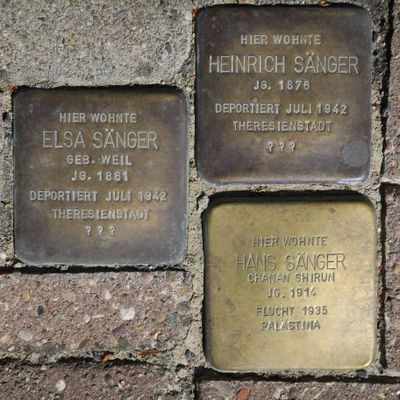 HIER WOHNTE
HEINRICH SÄNGER
JG. 1876
DEPORTIERT JULI 1942
THERESIENSTADT
? ? ?
HIER WOHNTE
ELSA SÄNGER
GEB. WEIL
JG. 1861
DEPORTIERT JULI 1942
THERESIENSTADT
? ? ?
HIER WOHNTE
HANS SÄNGER
CHANAN SHIRUN
JG. 1914
FLUCHT 1935
PALÄSTINA